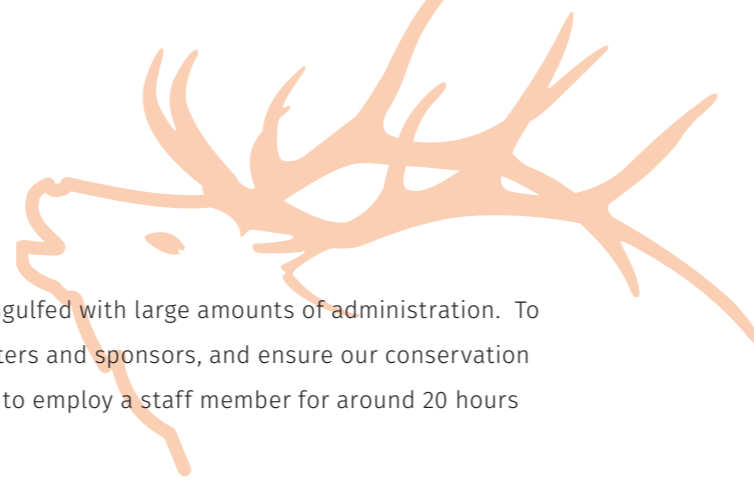 gulfed with large amounts of administration.  To
ters and sponsors, and ensure our conservation
to employ a staff member for around 20 hours